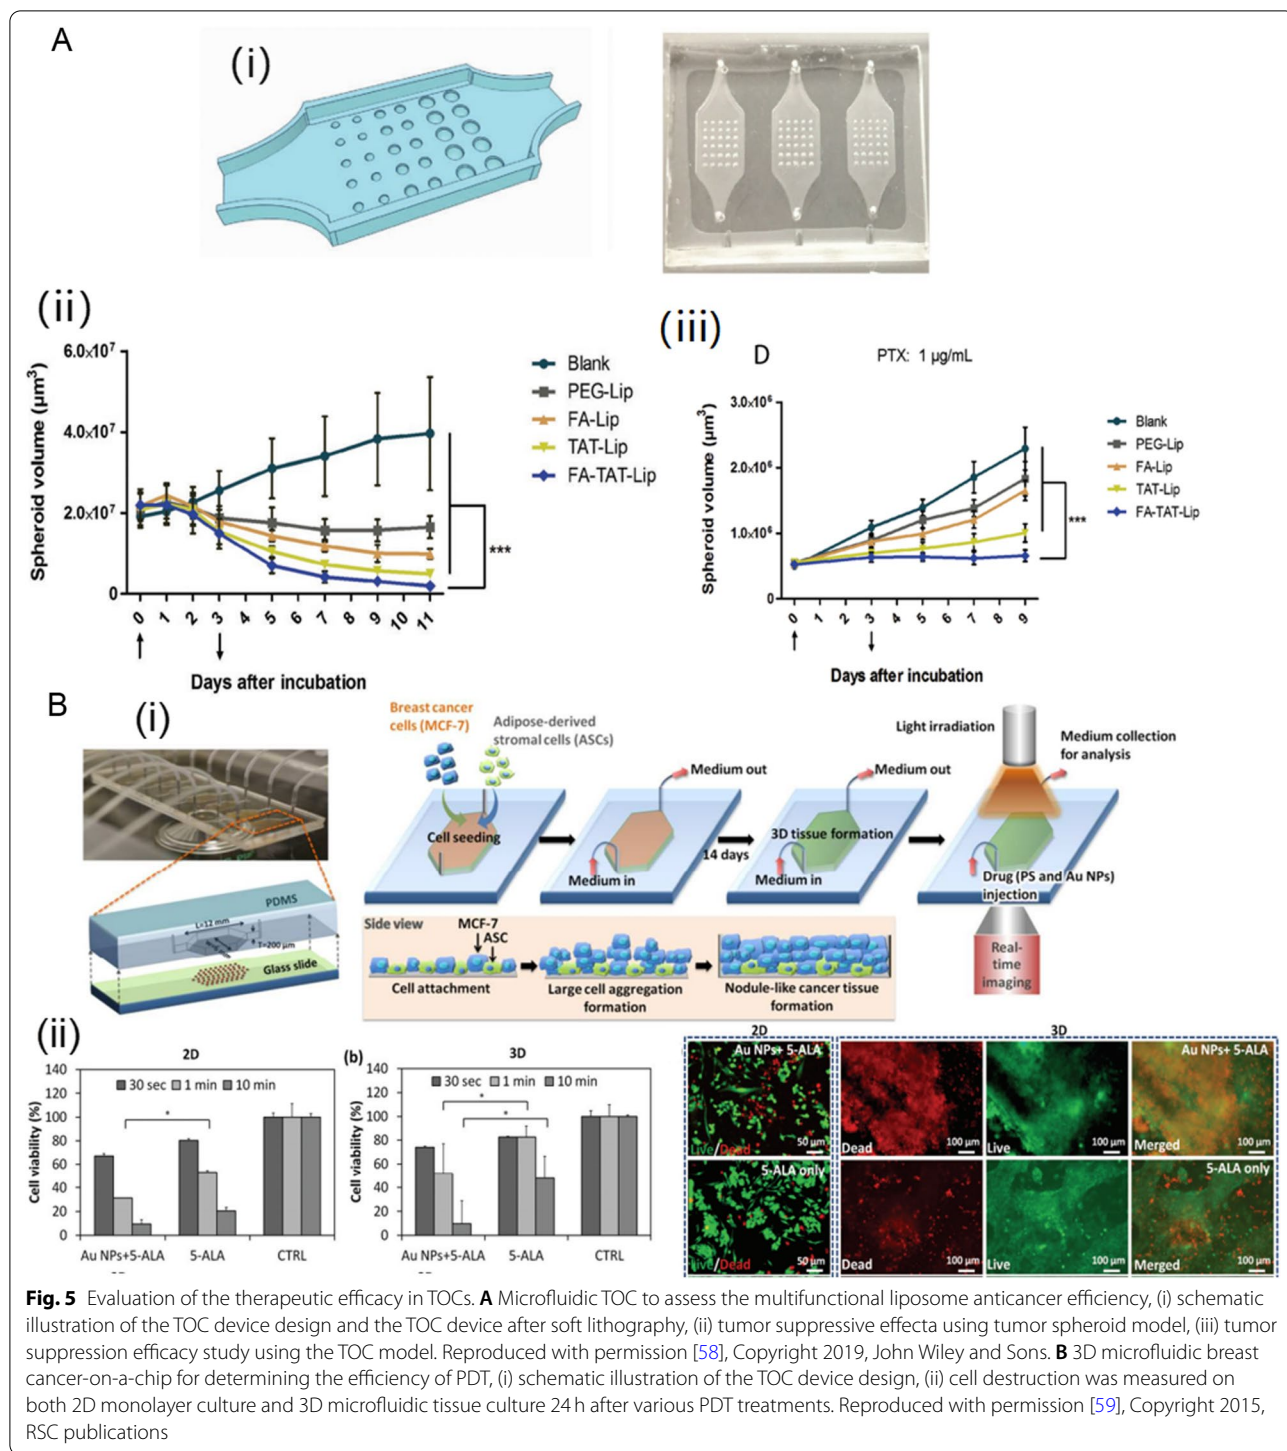 A
(i)
(ii)
6.0×10⁷
4.0×10⁷
2.0×10⁷
0
Spheroid volume (µm³)
Blank
PEG-Lip
FA-Lip
TAT-Lip
FA-TAT-Lip
***
0 1 2 3 4 5 6 7 8 9 10 11
Days after incubation
(iii)
D
PTX: 1 µg/mL
3.0×10⁶
2.0×10⁶
1.0×10⁶
0
Spheroid volume (µm³)
Blank
PEG-Lip
FA-Lip
TAT-Lip
FA-TAT-Lip
***
0 1 2 3 4 5 6 7 8 9
Days after incubation
B
(i)
PDMS
L=12 mm
T=200 µm
Glass slide
Breast cancer
cells (MCF-7)
Adipose-derived
stromal cells (ASCs)
Cell seeding
Medium out
Medium in
14 days
Medium out
3D tissue formation
Medium in
Light irradiation
Medium collection
for analysis
Drug (PS and Au NPs)
injection
Real-
time
imaging
Side view
MCF-7
ASC
Cell attachment
Large cell aggregation
formation
Nodule-like cancer tissue
formation
(ii)
2D
140
120
100
80
60
40
20
0
Cell viability (%)
30 sec 1 min 10 min
*
Au NPs+5-ALA 5-ALA CTRL
(b)
3D
140
120
100
80
60
40
20
0
Cell viability (%)
30 sec 1 min 10 min
*
*
Au NPs+5-ALA 5-ALA CTRL
2D
3D
Au NPs+ 5-ALA
Live/Dead
50 µm
Dead
100 µm
Live
100 µm
Au NPs+ 5-ALA
Merged
100 µm
5-ALA only
Live/Dead
50 µm
Dead
100 µm
Live
100 µm
5-ALA only
Merged
100 µm
Fig. 5 Evaluation of the therapeutic efficacy in TOCs. A Microfluidic TOC to assess the multifunctional liposome anticancer efficiency, (i) schematic
illustration of the TOC device design and the TOC device after soft lithography, (ii) tumor suppressive effecta using tumor spheroid model, (iii) tumor
suppression efficacy study using the TOC model. Reproduced with permission [58], Copyright 2019, John Wiley and Sons. B 3D microfluidic breast
cancer-on-a-chip for determining the efficiency of PDT, (i) schematic illustration of the TOC device design, (ii) cell destruction was measured on
both 2D monolayer culture and 3D microfluidic tissue culture 24 h after various PDT treatments. Reproduced with permission [59], Copyright 2015,
RSC publications